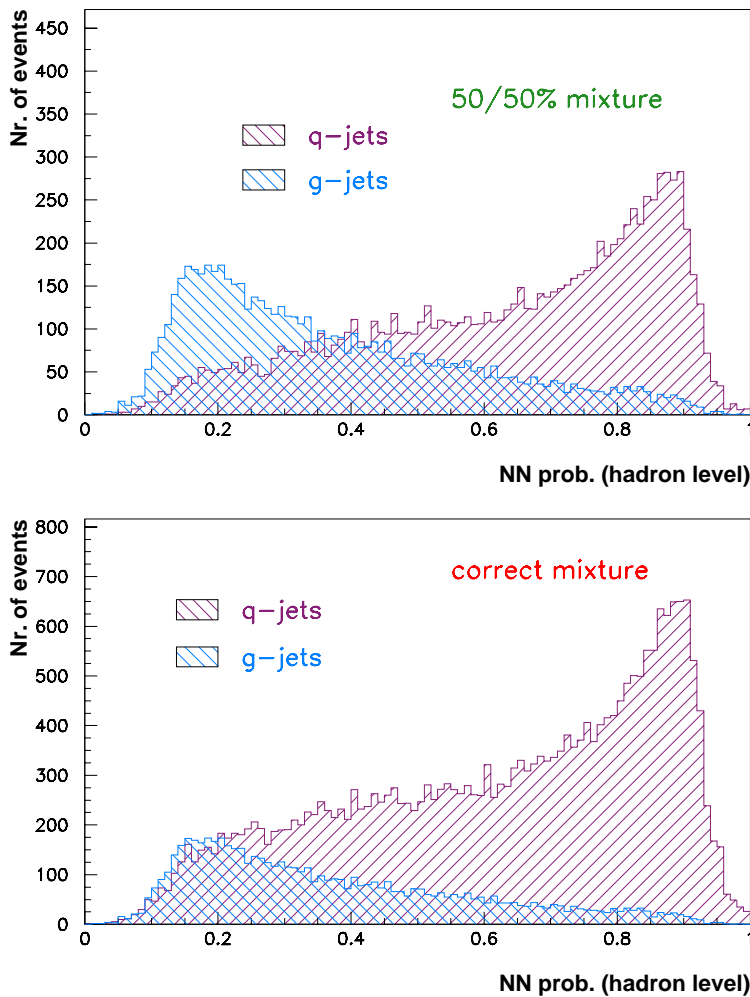 Nr. of events
450
400
350
300
250
200
150
100
50
0
50/50% mixture
q-jets
g-jets
0 0.2 0.4 0.6 0.8 1
NN prob. (hadron level)
Nr. of events
800
700
600
500
400
300
200
100
0
correct mixture
q-jets
g-jets
0 0.2 0.4 0.6 0.8 1
NN prob. (hadron level)